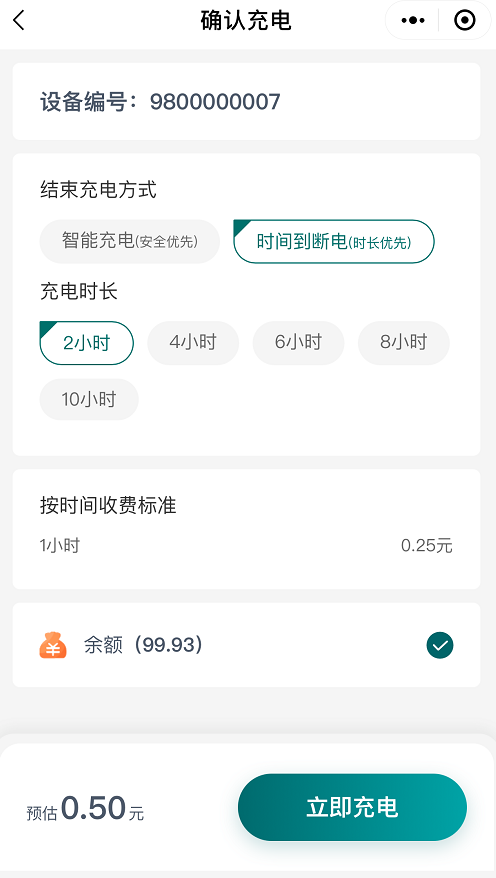 确认充电
设备编号：9800000007
结束充电方式
智能充电(安全优先) 时间到断电(时长优先)
充电时长
2小时 4小时 6小时 8小时
10小时
按时间收费标准
1小时 0.25元
余额（99.93）
预估0.50元 立即充电